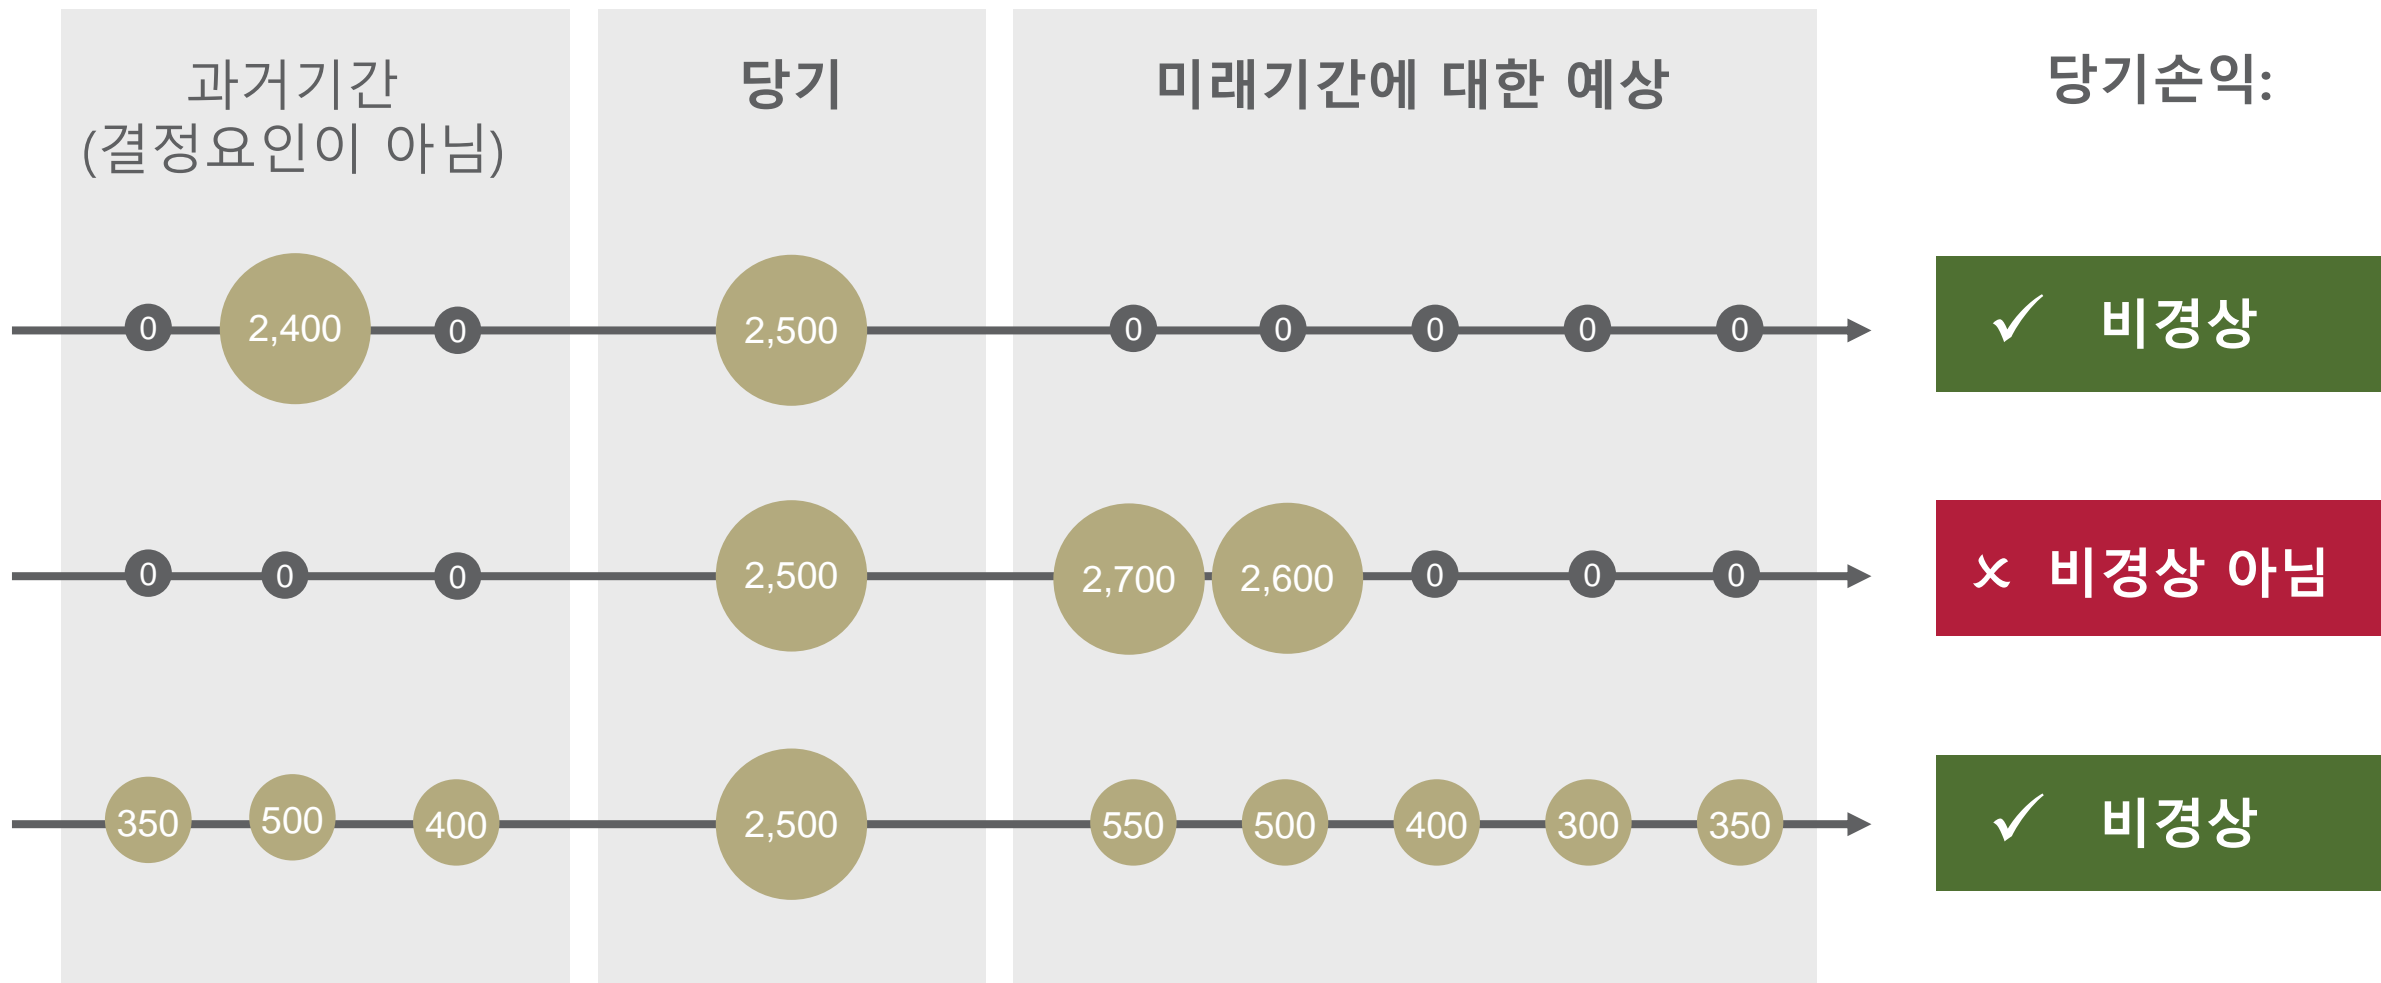 과거기간
(결정요인이 아님)
당기
미래기간에 대한 예상
당기손익:
0 2,400 0 2,500 0 0 0 0 0 ✓ 비경상
0 0 0 2,500 2,700 2,600 0 0 0 × 비경상 아님
350 500 400 2,500 550 500 400 300 350 ✓ 비경상